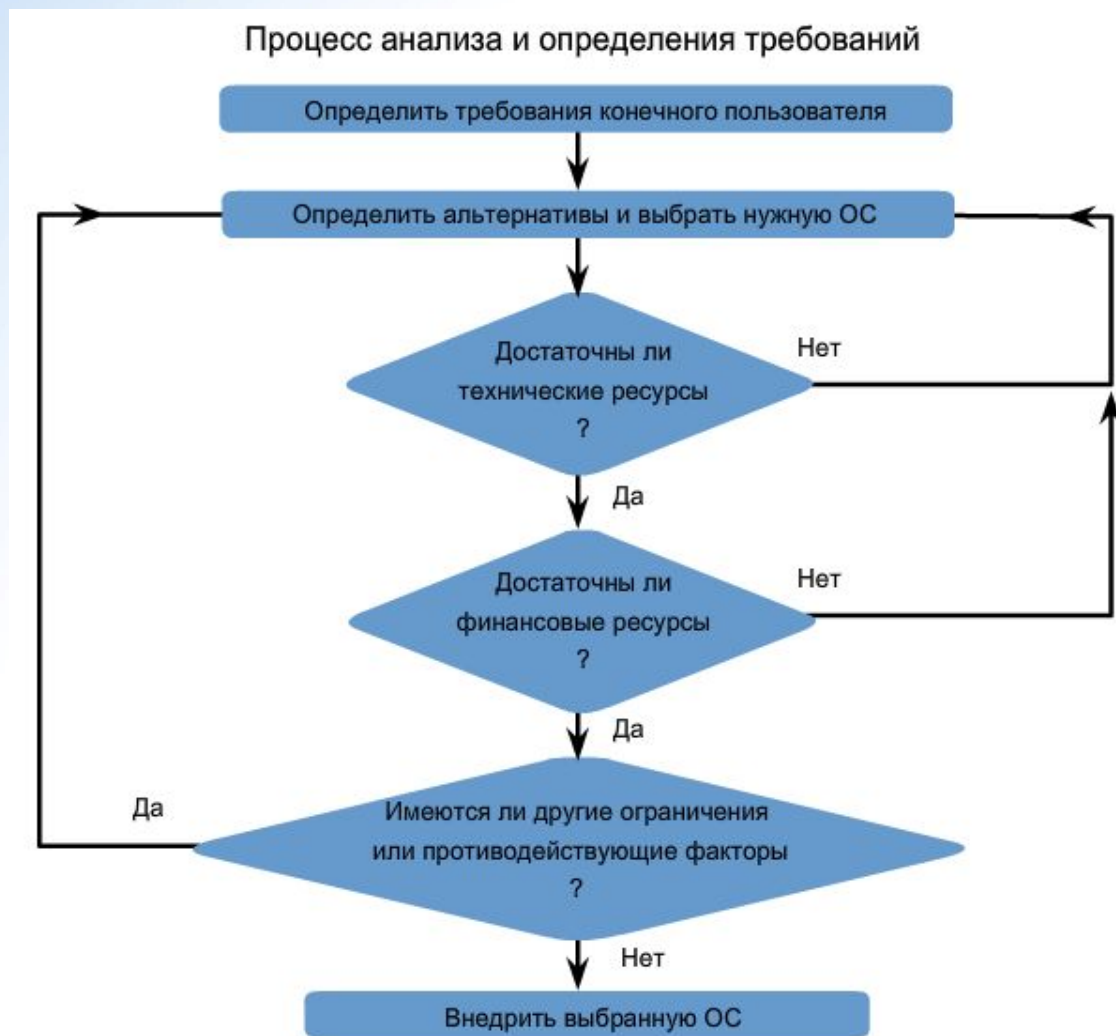 Процесс анализа и определения требований
Определить требования конечного пользователя
Определить альтернативы и выбрать нужную ОС
Достаточны ли
технические ресурсы
?
Нет
Да
Достаточны ли
финансовые ресурсы
?
Нет
Да
Имеются ли другие ограничения
или противодействующие факторы
?
Да
Нет
Внедрить выбранную ОС